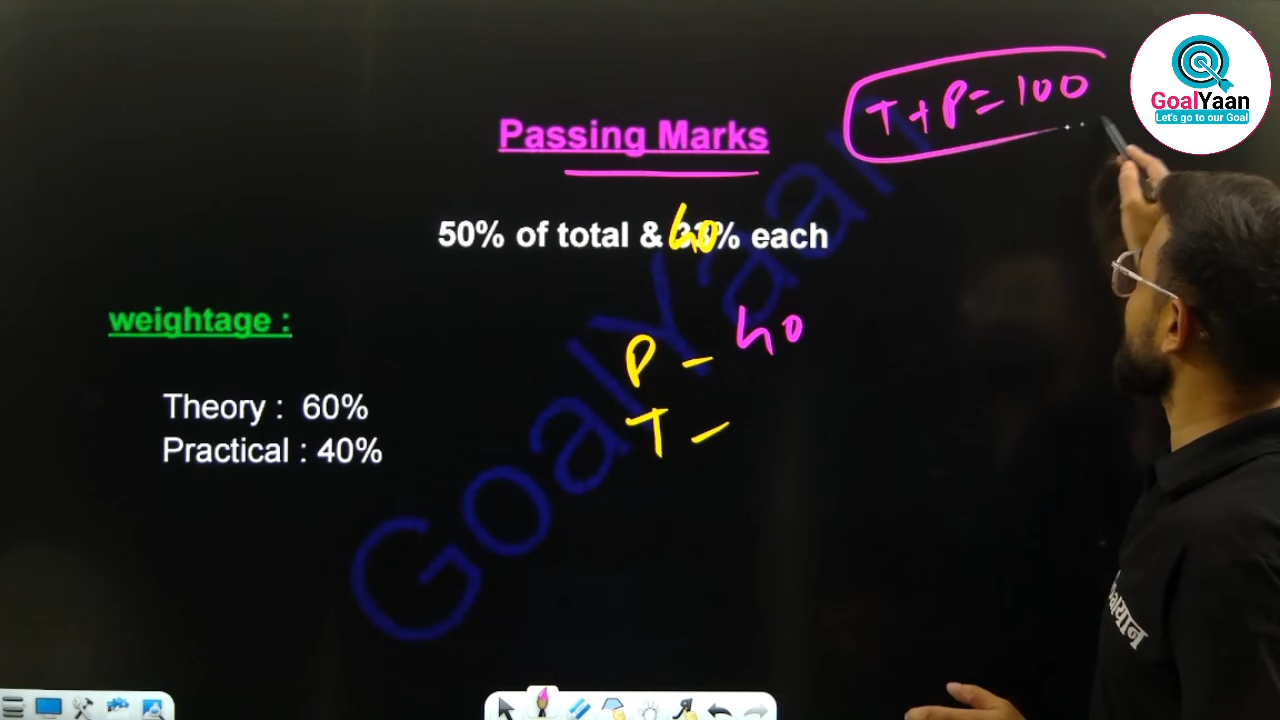 T + P = 100
GoalYaan
Let's go to our Goal
Passing Marks
50% of total & 40% each
weightage :
P - 40
T -
Theory : 60%
Practical : 40%
GoalYaan